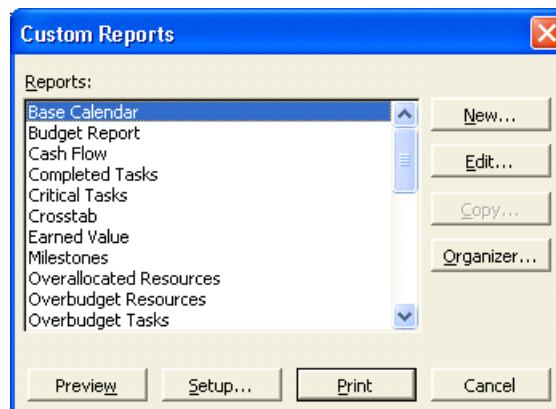 Custom Reports
Reports:
Base Calendar
Budget Report
Cash Flow
Completed Tasks
Critical Tasks
Crosstab
Earned Value
Milestones
Overallocated Resources
Overbudget Resources
Overbudget Tasks
New...
Edit...
Copy...
Organizer...
Preview
Setup...
Print
Cancel